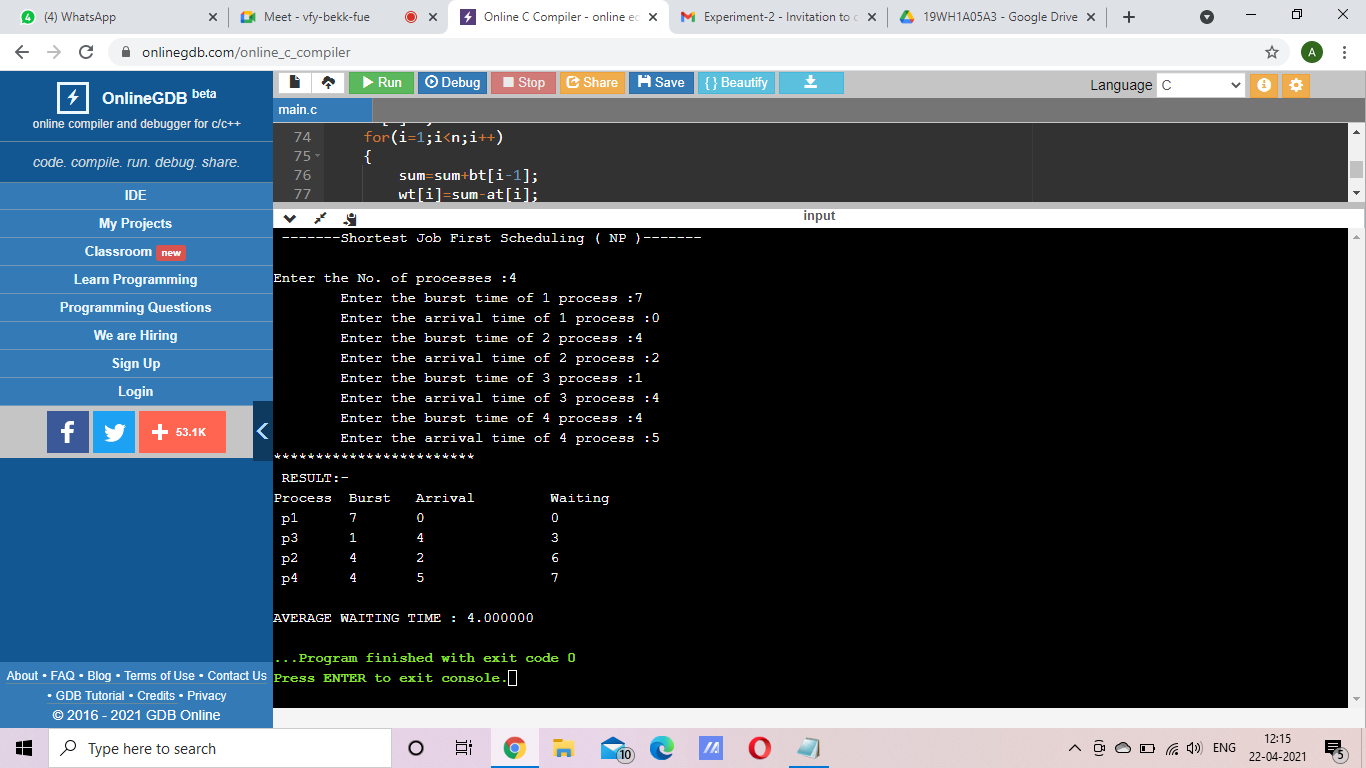 (4) WhatsApp
Meet - vfy-bekk-fue
Online C Compiler - online ed
Experiment-2 - Invitation to c
19WH1A05A3 - Google Drive
onlinegdb.com/online_c_compiler
A
OnlineGDB beta
online compiler and debugger for c/c++
code. compile. run. debug. share.
IDE
My Projects
Classroom new
Learn Programming
Programming Questions
We are Hiring
Sign Up
Login
53.1K
About • FAQ • Blog • Terms of Use • Contact Us
• GDB Tutorial • Credits • Privacy
© 2016 - 2021 GDB Online
Run Debug Stop Share Save { } Beautify
Language C
main.c
74 for(i=1;i<n;i++)
75 {
76 sum=sum+bt[i-1];
77 wt[i]=sum-at[i];
input
-------Shortest Job First Scheduling ( NP )-------
Enter the No. of processes :4
Enter the burst time of 1 process :7
Enter the arrival time of 1 process :0
Enter the burst time of 2 process :4
Enter the arrival time of 2 process :2
Enter the burst time of 3 process :1
Enter the arrival time of 3 process :4
Enter the burst time of 4 process :4
Enter the arrival time of 4 process :5
************************
RESULT:-
Process Burst Arrival Waiting
p1 7 0 0
p3 1 4 3
p2 4 2 6
p4 4 5 7
AVERAGE WAITING TIME : 4.000000
...Program finished with exit code 0
Press ENTER to exit console.
Type here to search
10
ENG
12:15
22-04-2021
5